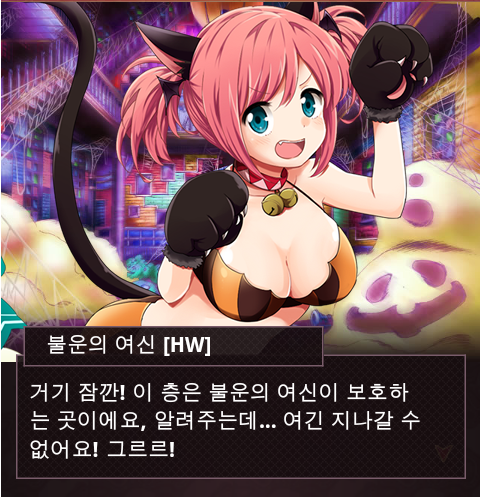 불운의 여신 [HW]
거기 잠깐! 이 층은 불운의 여신이 보호하
는 곳이에요, 알려주는데... 여긴 지나갈 수
없어요! 그르르!